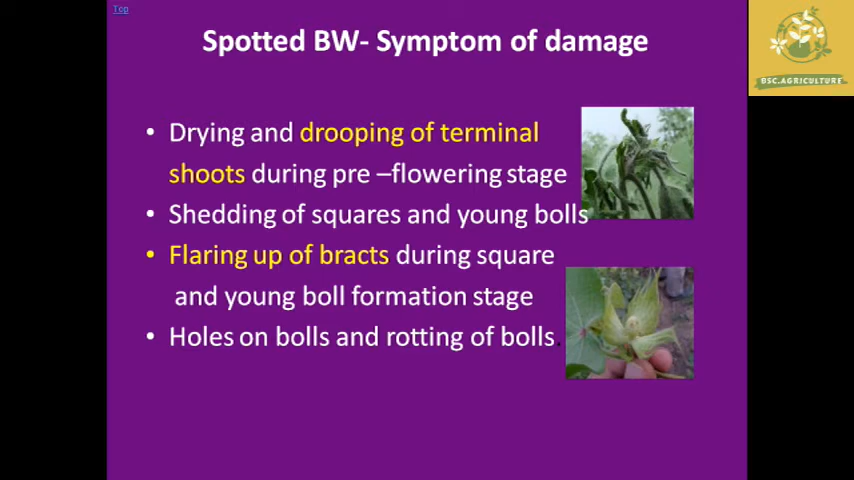 Top
Spotted BW- Symptom of damage
BSC.AGRICULTURE
• Drying and drooping of terminal
shoots during pre –flowering stage
• Shedding of squares and young bolls
• Flaring up of bracts during square
and young boll formation stage
• Holes on bolls and rotting of bolls.